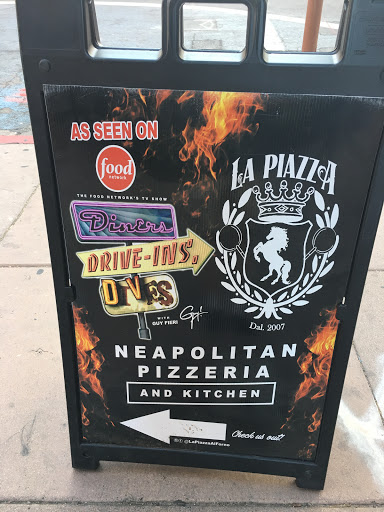 AS SEEN ON
food
network
THE FOOD NETWORK'S TV SHOW
Diners
DRIVE-INS,
DIVES
WITH
GUY FIERI
LA PIAZZA
Dal. 2007
NEAPOLITAN
PIZZERIA
AND KITCHEN
Check us out!
@LaPiazzaAlForno